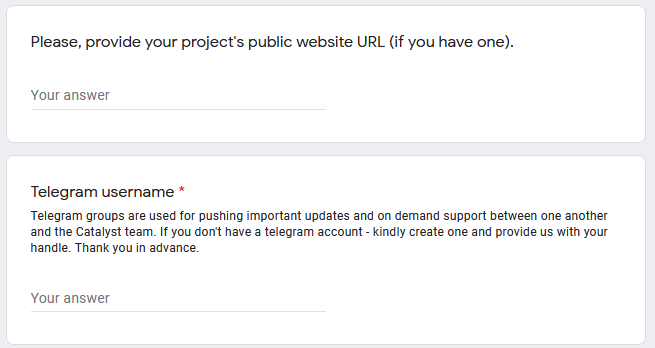 Please, provide your project's public website URL (if you have one).
Your answer
Telegram username *
Telegram groups are used for pushing important updates and on demand support between one another
and the Catalyst team. If you don't have a telegram account - kindly create one and provide us with your
handle. Thank you in advance.
Your answer